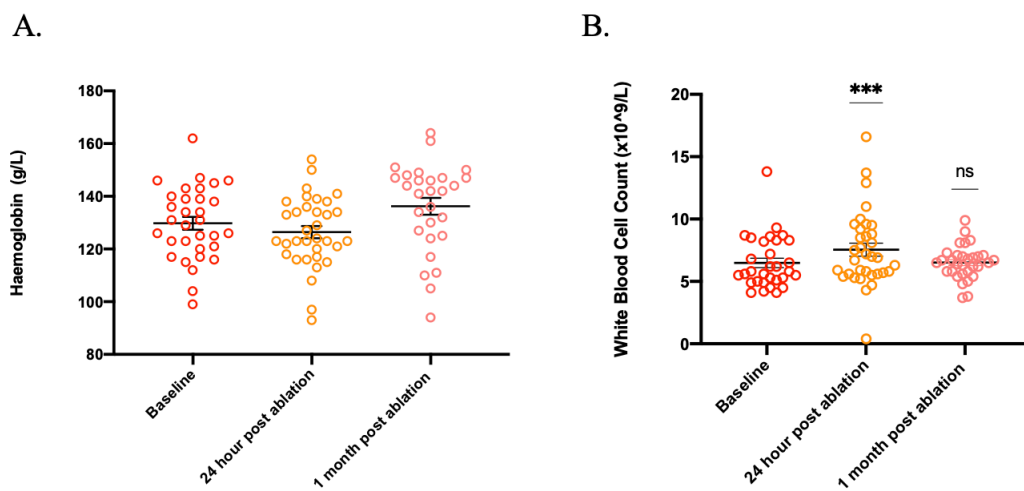 A.
B.
Haemoglobin (g/L)
180
160
140
120
100
80
Baseline
24 hour post ablation
1 month post ablation
White Blood Cell Count (x10^9/L)
20
15
10
5
0
***
ns
Baseline
24 hour post ablation
1 month post ablation